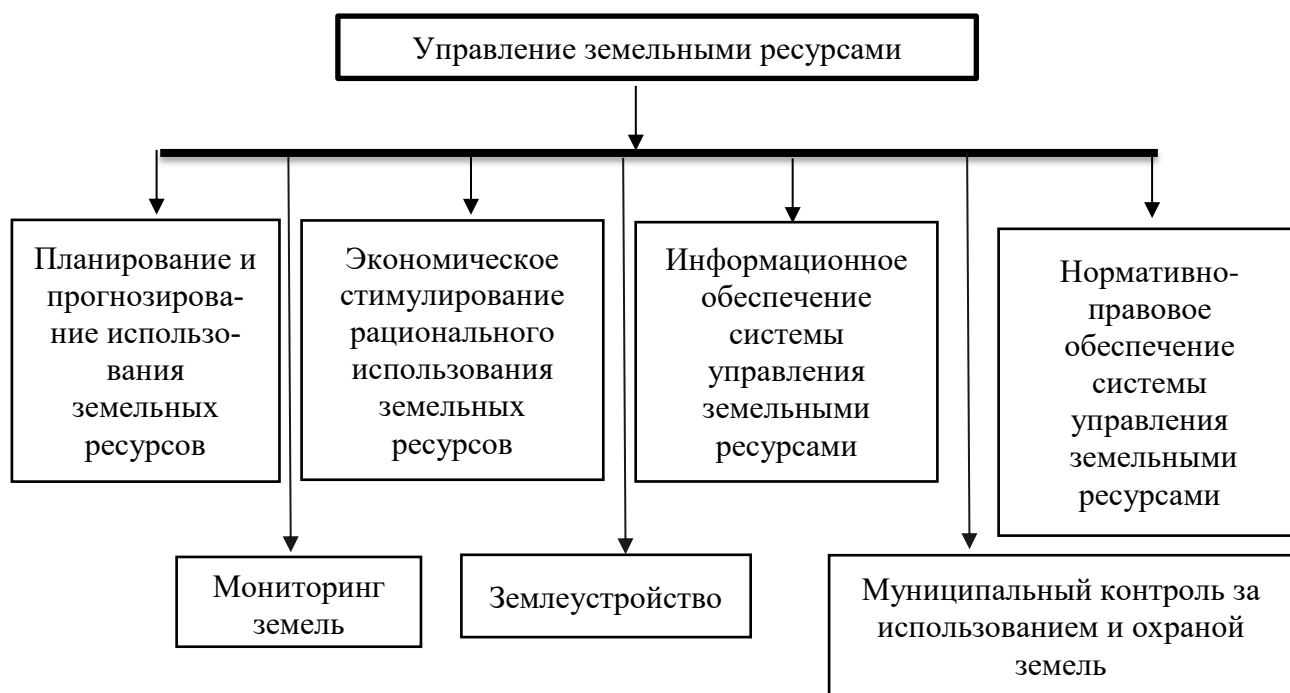 Управление земельными ресурсами
Планирование и
прогнозирова-
ние использо-
вания
земельных
ресурсов
Экономическое
стимулирование
рационального
использования
земельных
ресурсов
Информационное
обеспечение
системы
управления
земельными
ресурсами
Нормативно-
правовое
обеспечение
системы
управления
земельными
ресурсами
Мониторинг
земель
Землеустройство
Муниципальный контроль за
использованием и охраной
земель